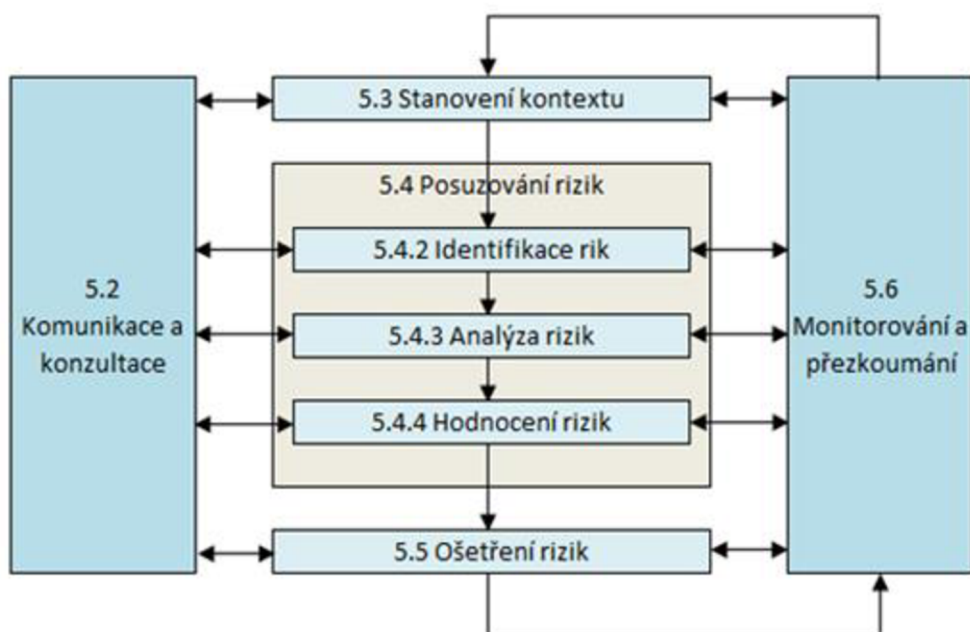 5.3 Stanovení kontextu
5.4 Posuzování rizik
5.4.2 Identifikace rik
5.2
Komunikace a
konzultace
5.4.3 Analýza rizik
5.6
Monitorování a
přezkoumání
5.4.4 Hodnocení rizik
5.5 Ošetření rizik